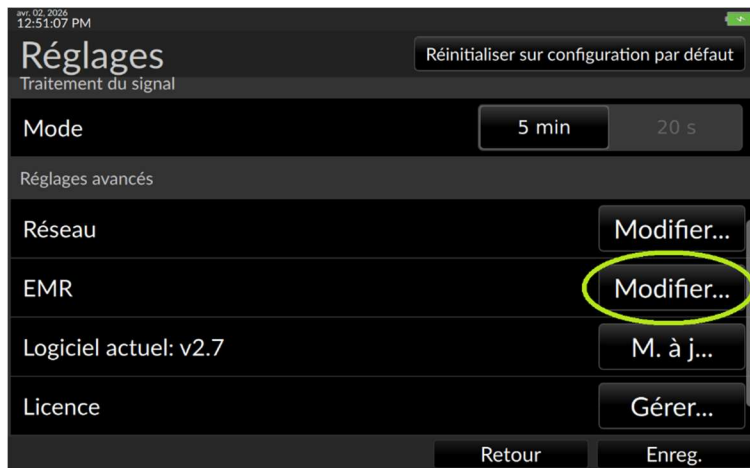 avr. 02, 2026
12:51:07 PM
Réglages
Réinitialiser sur configuration par défaut
Traitement du signal
Mode
5 min
20 s
Réglages avancés
Réseau
Modifier...
EMR
Modifier...
Logiciel actuel: v2.7
M. à j...
Licence
Gérer...
Retour
Enreg.